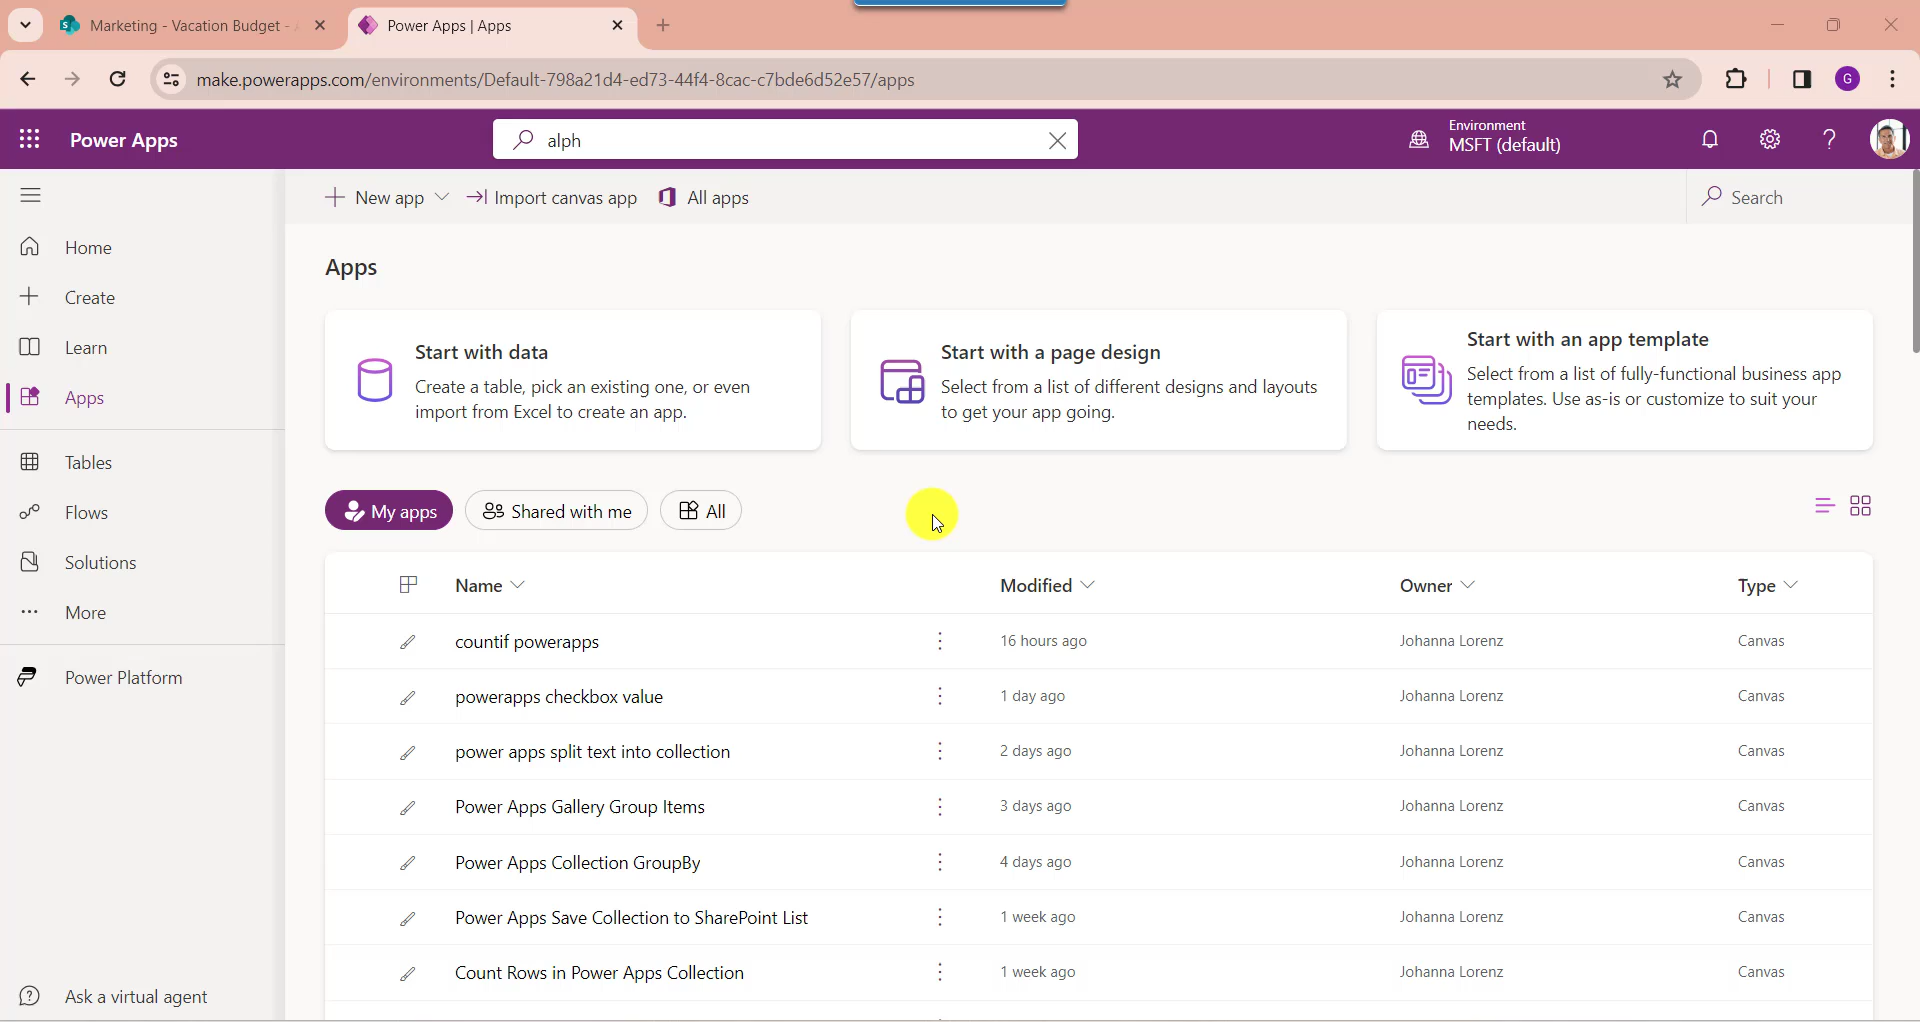 Marketing - Vacation Budget -
Power Apps | Apps
make.powerapps.com/environments/Default-798a21d4-ed73-44f4-8cac-c7bde6d52e57/apps
G
Power Apps
alph
Environment
MSFT (default)
New app
Import canvas app
All apps
Search
Home
Create
Learn
Apps
Tables
Flows
Solutions
More
Power Platform
Ask a virtual agent
Apps
Start with data
Create a table, pick an existing one, or even
import from Excel to create an app.
Start with a page design
Select from a list of different designs and layouts
to get your app going.
Start with an app template
Select from a list of fully-functional business app
templates. Use as-is or customize to suit your
needs.
My apps
Shared with me
All
Name Modified Owner Type
countif powerapps 16 hours ago Johanna Lorenz Canvas
powerapps checkbox value 1 day ago Johanna Lorenz Canvas
power apps split text into collection 2 days ago Johanna Lorenz Canvas
Power Apps Gallery Group Items 3 days ago Johanna Lorenz Canvas
Power Apps Collection GroupBy 4 days ago Johanna Lorenz Canvas
Power Apps Save Collection to SharePoint List 1 week ago Johanna Lorenz Canvas
Count Rows in Power Apps Collection 1 week ago Johanna Lorenz Canvas